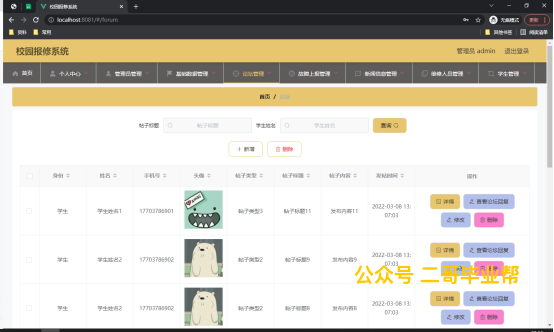 校园报修系统
localhost:8081/#/forum
无痕模式
更新
资料
常用
其他书签
阅读清单
校园报修系统
管理员 admin 退出登录
首页
个人中心
管理员管理
基础数据管理
论坛管理
故障上报管理
新闻信息管理
维修人员管理
学生管理
首页 /
帖子标题 帖子标题 学生姓名 学生姓名 查询
+ 新增 删除
身份 姓名 手机号 头像 帖子类型 帖子标题 帖子内容 发帖时间 操作
学生 学生姓名1 17703786901 帖子类型3 帖子标题11 发布内容11 2022-03-08 13:07:03 详情 查看论坛回复 修改 删除
学生 学生姓名2 17703786902 帖子类型2 帖子标题9 发布内容9 2022-03-08 13:07:03 详情 查看论坛回复
公众号 二哥毕业帮
学生 学生姓名2 17703786902 帖子类型2 帖子标题8 发布内容8 2022-03-08 13:07:03 详情 查看论坛回复 修改 删除